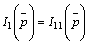 I₁(p̄) = I₁₁(p̄)